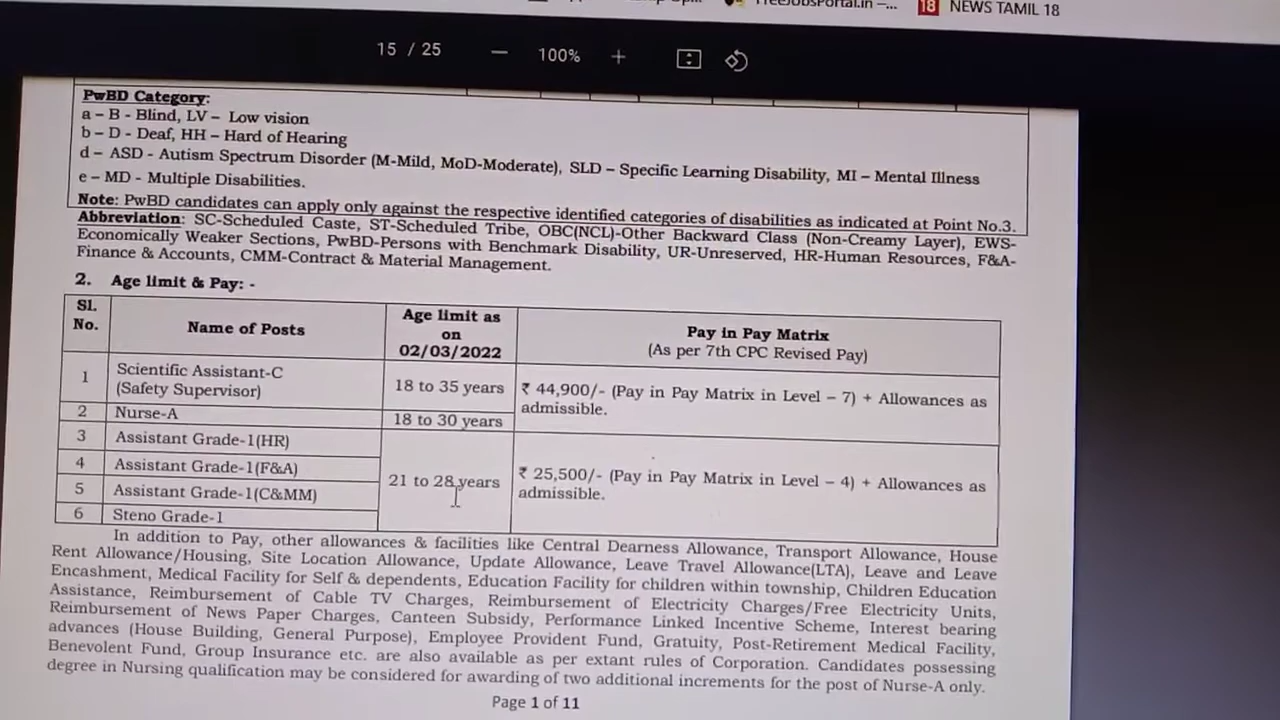 NEWS TAMIL 18
18
15 / 25
100%
PwBD Category:
a – B - Blind, LV – Low vision
b – D - Deaf, HH – Hard of Hearing
d – ASD - Autism Spectrum Disorder (M-Mild, MoD-Moderate), SLD – Specific Learning Disability, MI – Mental Illness
e – MD - Multiple Disabilities.
Note: PwBD candidates can apply only against the respective identified categories of disabilities as indicated at Point No.3.
Abbreviation: SC-Scheduled Caste, ST-Scheduled Tribe, OBC(NCL)-Other Backward Class (Non-Creamy Layer), EWS-
Economically Weaker Sections, PwBD-Persons with Benchmark Disability, UR-Unreserved, HR-Human Resources, F&A-
Finance & Accounts, CMM-Contract & Material Management.
2. Age limit & Pay: -
Sl. No.
Name of Posts
Age limit as
on
02/03/2022
Pay in Pay Matrix
(As per 7th CPC Revised Pay)
1
Scientific Assistant-C
(Safety Supervisor)
18 to 35 years
₹ 44,900/- (Pay in Pay Matrix in Level – 7) + Allowances as
admissible.
2
Nurse-A
18 to 30 years
3
Assistant Grade-1(HR)
4
Assistant Grade-1(F&A)
5
Assistant Grade-1(C&MM)
6
Steno Grade-1
21 to 28 years
₹ 25,500/- (Pay in Pay Matrix in Level – 4) + Allowances as
admissible.
In addition to Pay, other allowances & facilities like Central Dearness Allowance, Transport Allowance, House
Rent Allowance/Housing, Site Location Allowance, Update Allowance, Leave Travel Allowance(LTA), Leave and Leave
Encashment, Medical Facility for Self & dependents, Education Facility for children within township, Children Education
Assistance, Reimbursement of Cable TV Charges, Reimbursement of Electricity Charges/Free Electricity Units,
Reimbursement of News Paper Charges, Canteen Subsidy, Performance Linked Incentive Scheme, Interest bearing
advances (House Building, General Purpose), Employee Provident Fund, Gratuity, Post-Retirement Medical Facility,
Benevolent Fund, Group Insurance etc. are also available as per extant rules of Corporation. Candidates possessing
degree in Nursing qualification may be considered for awarding of two additional increments for the post of Nurse-A only.
Page 1 of 11